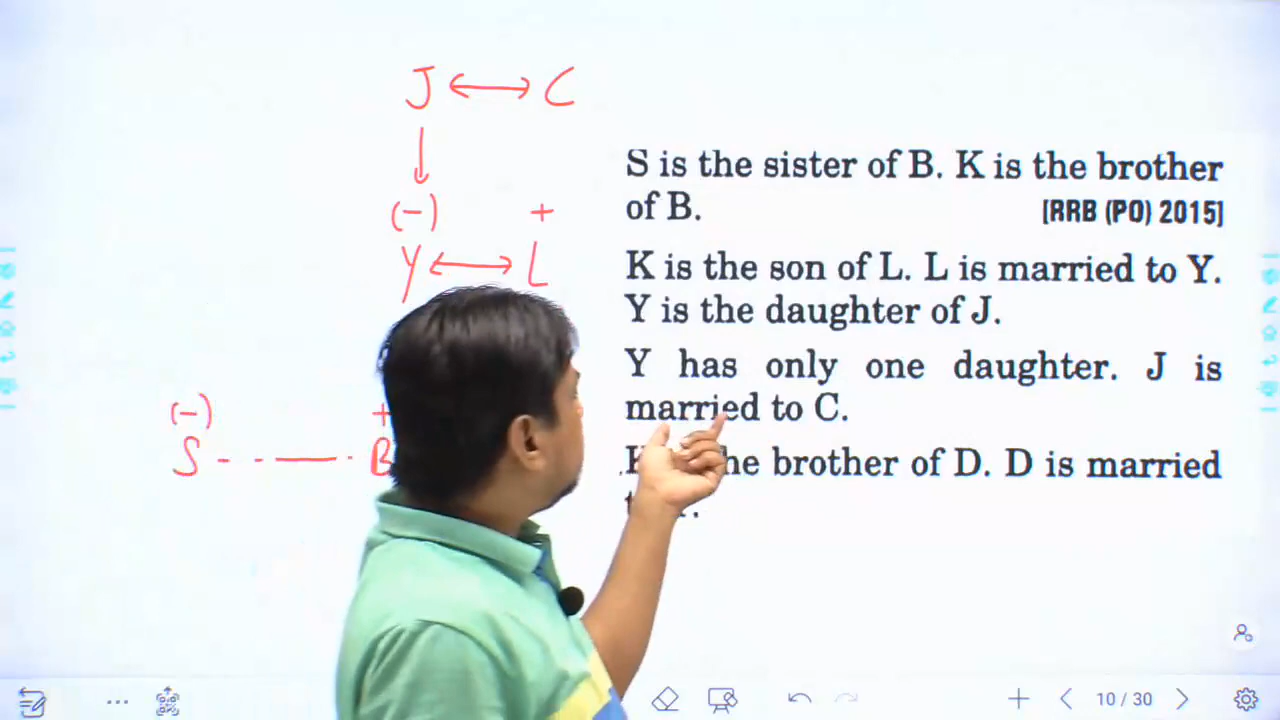 J ↔ C
(-) +
Y ↔ L
(-) +
S B
S is the sister of B. K is the brother
of B. [RRB (PO) 2015]
K is the son of L. L is married to Y.
Y is the daughter of J.
Y has only one daughter. J is
married to C.
he brother of D. D is married
10 / 30